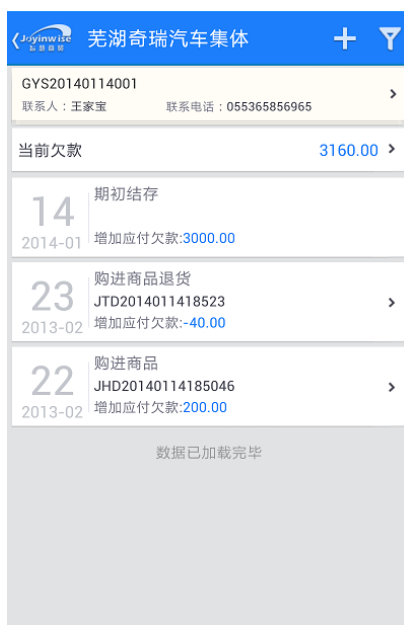 Joyinwise
芜湖奇瑞汽车集体
GYS20140114001
联系人：王家宝 联系电话：055365856965
当前欠款 3160.00
14
2014-01
期初结存
增加应付欠款:3000.00
23
2013-02
购进商品退货
JTD2014011418523
增加应付欠款:-40.00
22
2013-02
购进商品
JHD20140114185046
增加应付欠款:200.00
数据已加载完毕